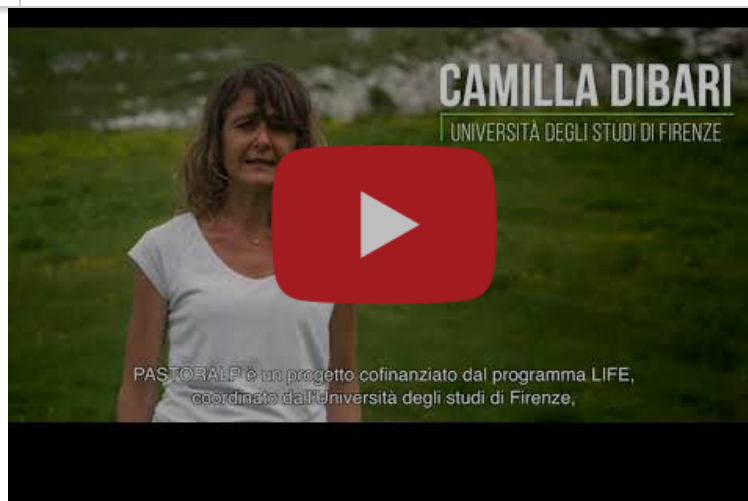 CAMILLA DIBARI
UNIVERSITÀ DEGLI STUDI DI FIRENZE
PASTORALP è un progetto cofinanziato dal programma LIFE,
coordinato dall'Università degli studi di Firenze,